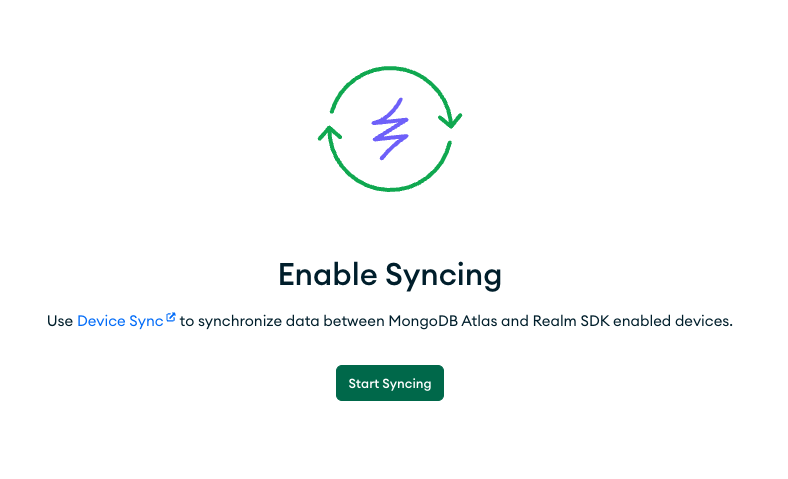 Enable Syncing
Use Device Sync to synchronize data between MongoDB Atlas and Realm SDK enabled devices.
Start Syncing